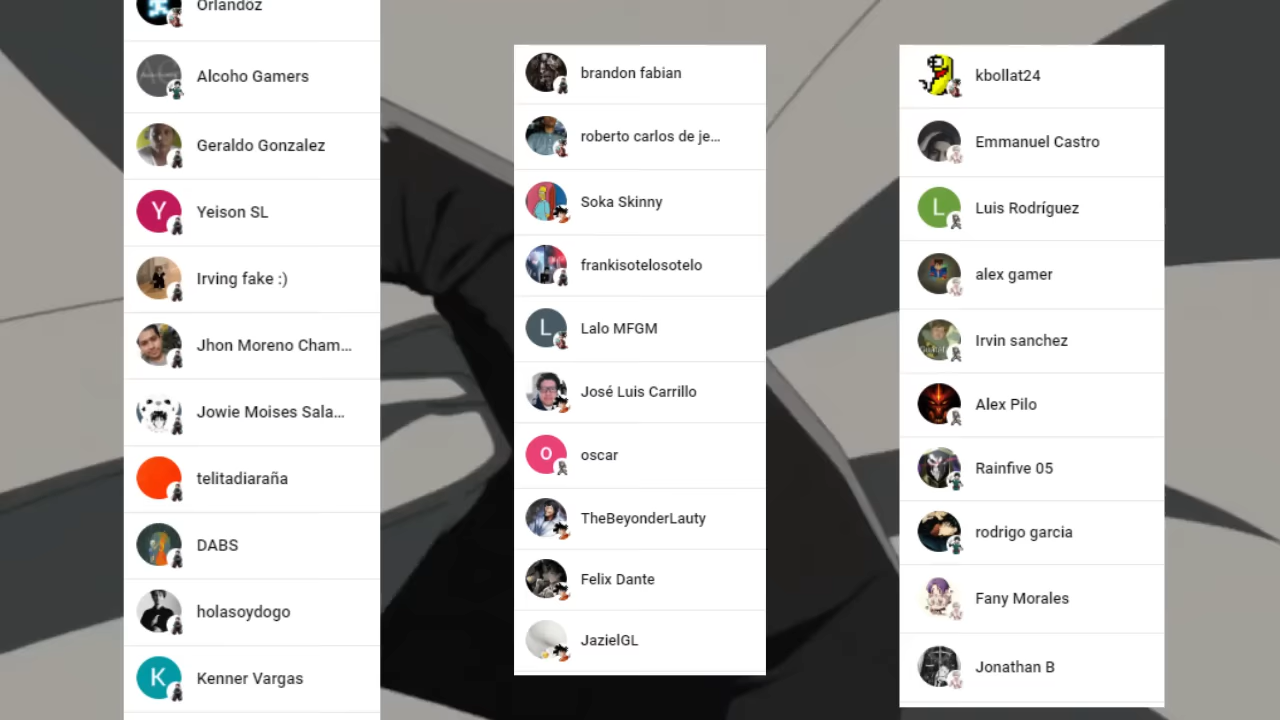 Orlandoz
Alcoho Gamers
Geraldo Gonzalez
Y
Yeison SL
Irving fake :)
Jhon Moreno Cham...
Jowie Moises Sala...
telitadiaraña
DABS
holasoydogo
K
Kenner Vargas
brandon fabian
roberto carlos de je...
Soka Skinny
frankisotelosotelo
L
Lalo MFGM
José Luis Carrillo
o
oscar
TheBeyonderLauty
Felix Dante
JazielGL
kbollat24
Emmanuel Castro
L
Luis Rodríguez
alex gamer
Irvin sanchez
Alex Pilo
Rainfive 05
rodrigo garcia
Fany Morales
Jonathan B